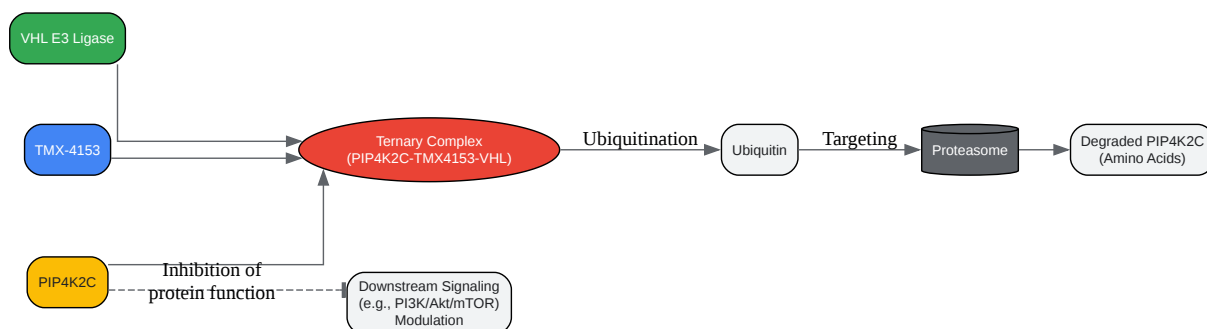 VHL E3 Ligase
TMX-4153
Ternary Complex
(PIP4K2C-TMX4153-VHL)
Ubiquitination
Ubiquitin
Targeting
Proteasome
Degraded PIP4K2C
(Amino Acids)
PIP4K2C
Inhibition of
protein function
Downstream Signaling
(e.g., PI3K/Akt/mTOR)
Modulation